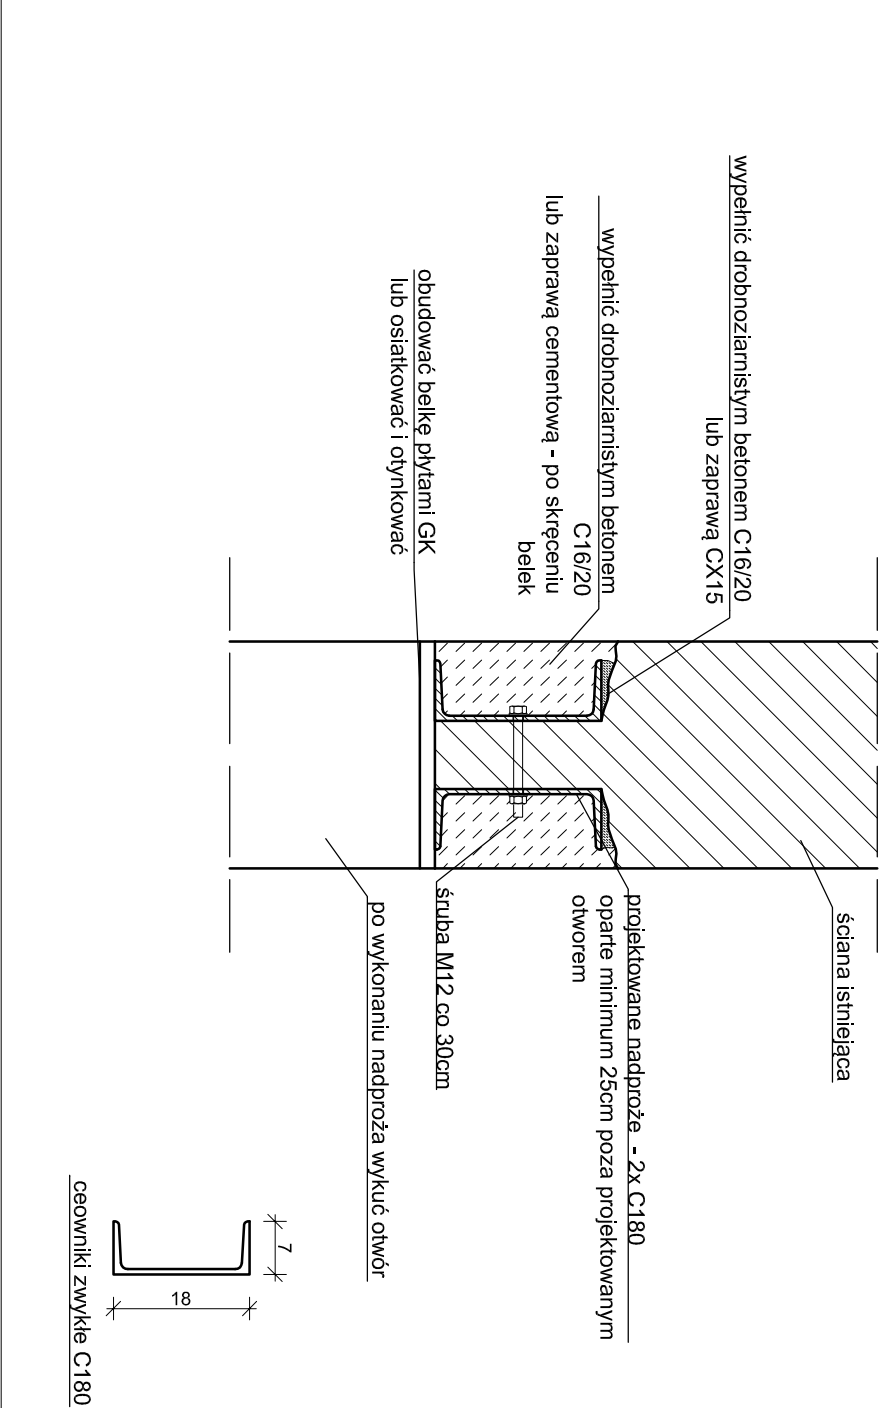 wypełnić drobnoziarnistym betonem C16/20
lub zaprawą CX15
wypełnić drobnoziarnistym betonem
C16/20
lub zaprawą cementową - po skręceniu
belek
obudować belkę płytami GK
lub osiatkować i otynkować
ściana istniejąca
projektowane nadproże - 2x C180
oparte minimum 25cm poza projektowanym
otworem
śruba M12 co 30cm
po wykonaniu nadproża wykuć otwór
7
18
ceowniki zwykłe C180